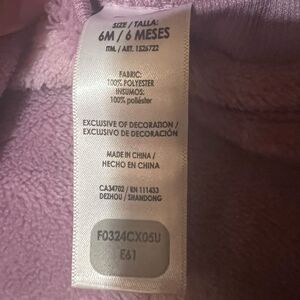 SIZE / TALLA:
6M / 6 MESES
ITM. / ART. 1526722
FABRIC:
100% POLYESTER
INSUMOS:
100% poliéster
EXCLUSIVE OF DECORATION /
EXCLUSIVO DE DECORACIÓN
MADE IN CHINA /
HECHO EN CHINA
CA34702 / RN 111433
DEZHOU / SHANDONG
F0324CX05U
E61